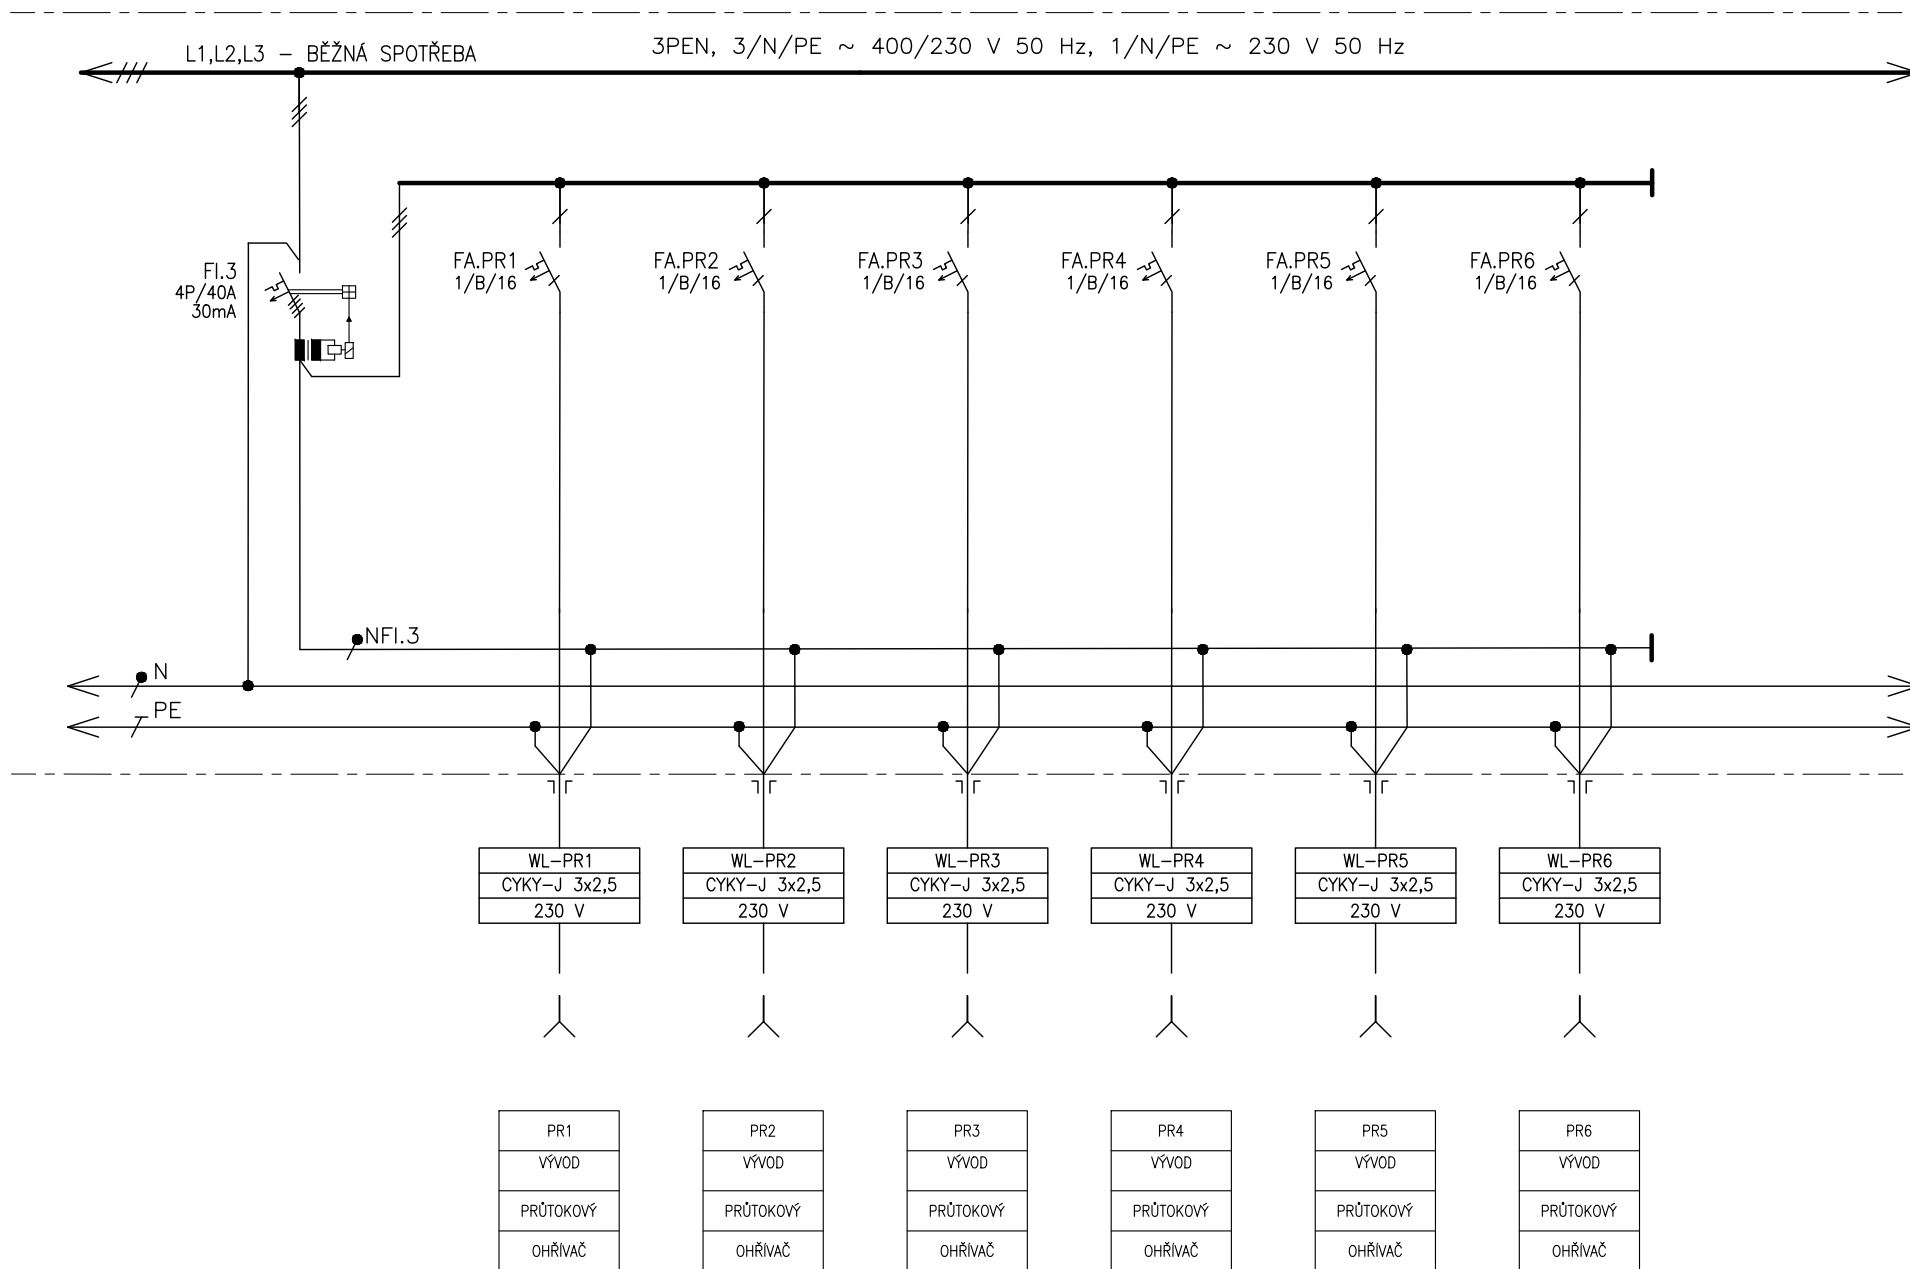 L1,L2,L3 – BĚŽNÁ SPOTŘEBA
3PEN, 3/N/PE ~ 400/230 V 50 Hz, 1/N/PE ~ 230 V 50 Hz
FI.3
4P/40A
30mA
FA.PR1
1/B/16
FA.PR2
1/B/16
FA.PR3
1/B/16
FA.PR4
1/B/16
FA.PR5
1/B/16
FA.PR6
1/B/16
NFI.3
N
PE
WL–PR1
CYKY–J 3x2,5
230 V
WL–PR2
CYKY–J 3x2,5
230 V
WL–PR3
CYKY–J 3x2,5
230 V
WL–PR4
CYKY–J 3x2,5
230 V
WL–PR5
CYKY–J 3x2,5
230 V
WL–PR6
CYKY–J 3x2,5
230 V
PR1
VÝVOD
PRŮTOKOVÝ
OHŘÍVAČ
PR2
VÝVOD
PRŮTOKOVÝ
OHŘÍVAČ
PR3
VÝVOD
PRŮTOKOVÝ
OHŘÍVAČ
PR4
VÝVOD
PRŮTOKOVÝ
OHŘÍVAČ
PR5
VÝVOD
PRŮTOKOVÝ
OHŘÍVAČ
PR6
VÝVOD
PRŮTOKOVÝ
OHŘÍVAČ